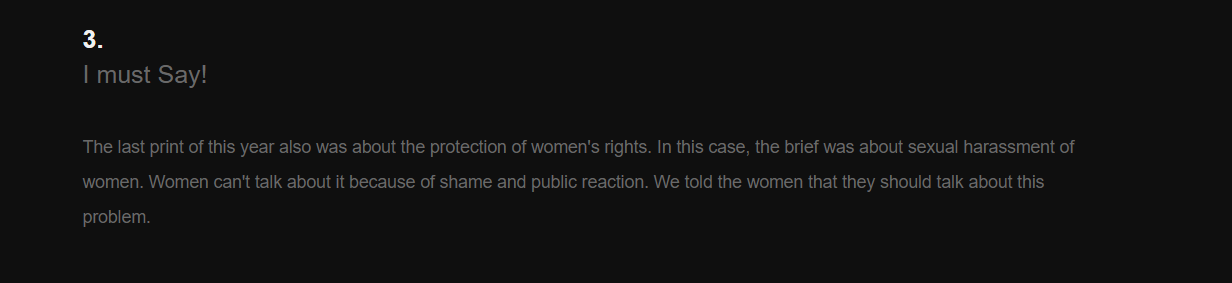 3.
I must Say!
The last print of this year also was about the protection of women's rights. In this case, the brief was about sexual harassment of
women. Women can't talk about it because of shame and public reaction. We told the women that they should talk about this
problem.